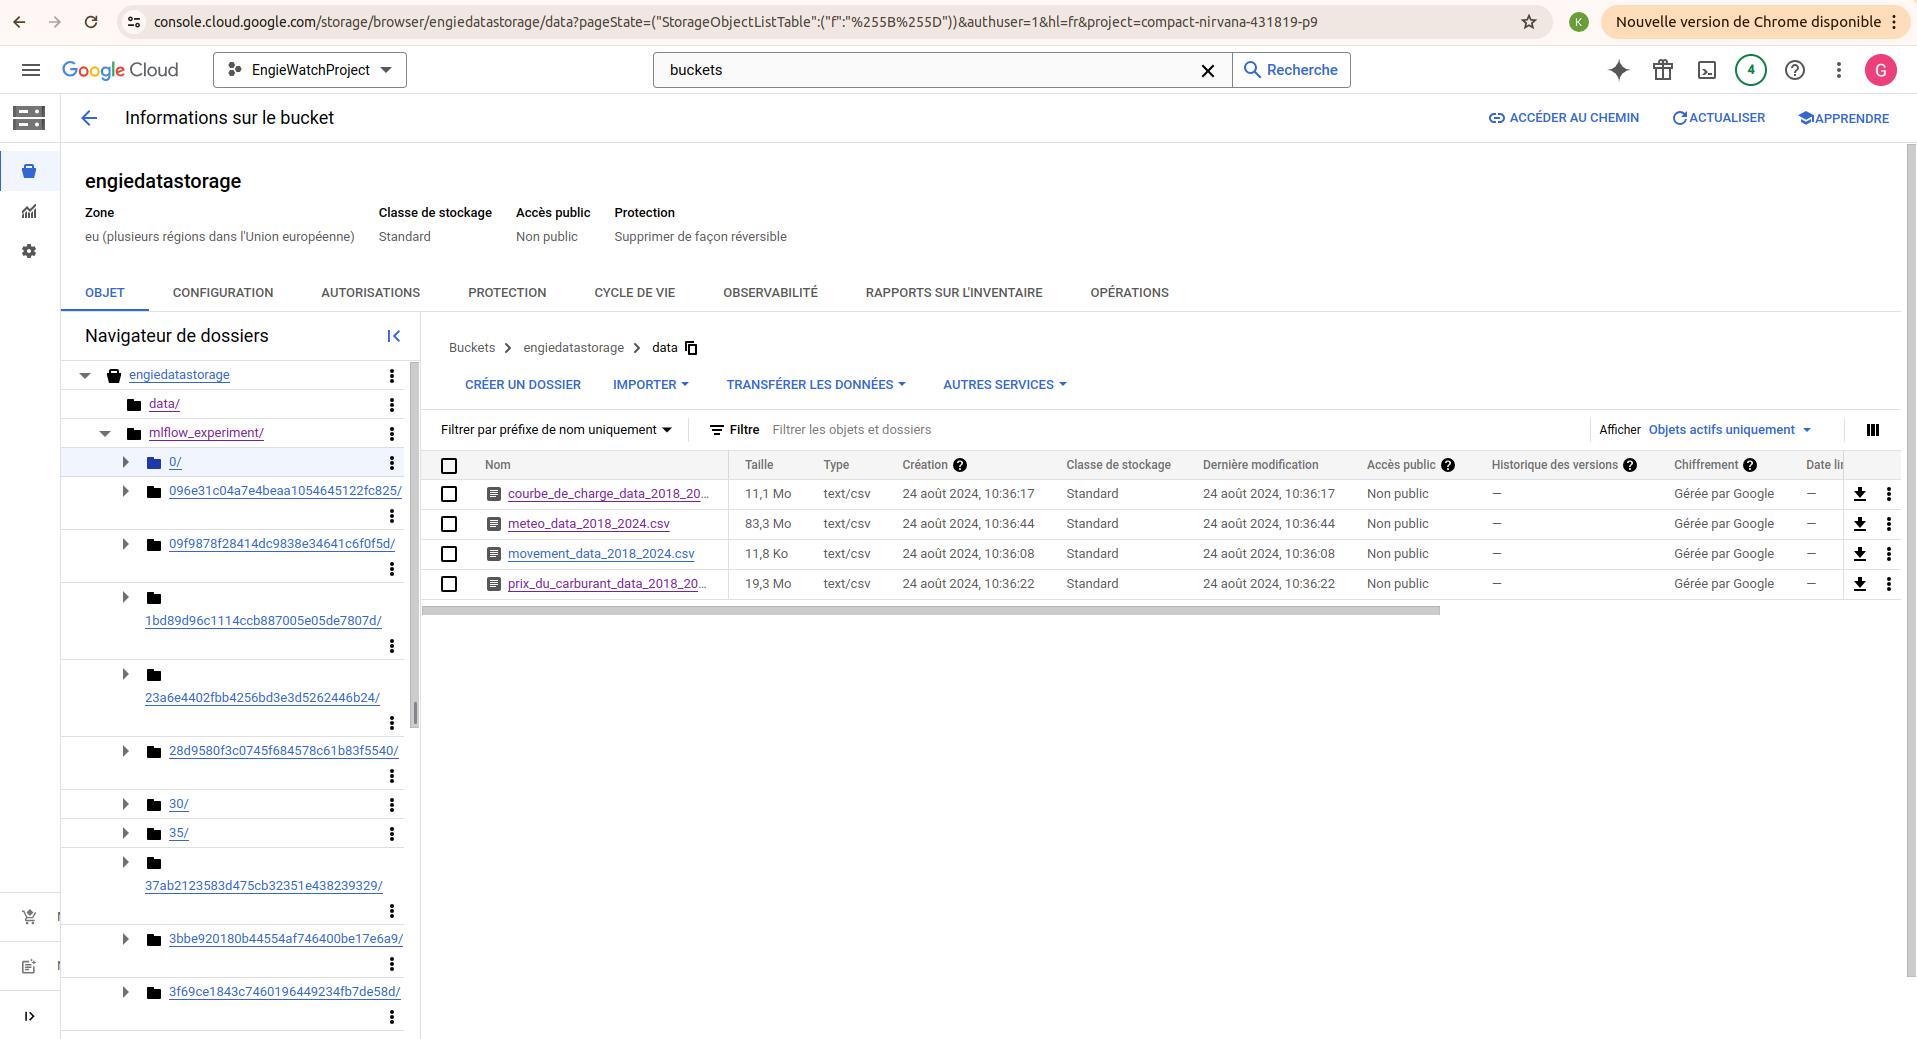 console.cloud.google.com/storage/browser/engiedatastorage/data?pageState=("StorageObjectListTable":("f":"%255B%255D"))&authuser=1&hl=fr&project=compact-nirvana-431819-p9
K
Nouvelle version de Chrome disponible
Google Cloud
EngieWatchProject
buckets
Recherche
4
G
Informations sur le bucket
ACCÉDER AU CHEMIN
ACTUALISER
APPRENDRE
engiedatastorage
Zone Classe de stockage Accès public Protection
eu (plusieurs régions dans l'Union européenne) Standard Non public Supprimer de façon réversible
OBJET CONFIGURATION AUTORISATIONS PROTECTION CYCLE DE VIE OBSERVABILITÉ RAPPORTS SUR L'INVENTAIRE OPÉRATIONS
Navigateur de dossiers
engiedatastorage
data/
mlflow_experiment/
0/
096e31c04a7e4beaa1054645122fc825/
09f9878f28414dc9838e34641c6f0f5d/
1bd89d96c1114ccb887005e05de7807d/
23a6e4402fbb4256bd3e3d5262446b24/
28d9580f3c0745f684578c61b83f5540/
30/
35/
37ab2123583d475cb32351e438239329/
3bbe920180b44554af746400be17e6a9/
3f69ce1843c7460196449234fb7de58d/
Buckets engiedatastorage data
CRÉER UN DOSSIER IMPORTER TRANSFÉRER LES DONNÉES AUTRES SERVICES
Filtrer par préfixe de nom uniquement Filtre Filtrer les objets et dossiers Afficher Objets actifs uniquement
Nom Taille Type Création Classe de stockage Dernière modification Accès public Historique des versions Chiffrement Date lir
courbe_de_charge_data_2018_20... 11,1 Mo text/csv 24 août 2024, 10:36:17 Standard 24 août 2024, 10:36:17 Non public — Gérée par Google —
meteo_data_2018_2024.csv 83,3 Mo text/csv 24 août 2024, 10:36:44 Standard 24 août 2024, 10:36:44 Non public — Gérée par Google —
movement_data_2018_2024.csv 11,8 Ko text/csv 24 août 2024, 10:36:08 Standard 24 août 2024, 10:36:08 Non public — Gérée par Google —
prix_du_carburant_data_2018_20... 19,3 Mo text/csv 24 août 2024, 10:36:22 Standard 24 août 2024, 10:36:22 Non public — Gérée par Google —